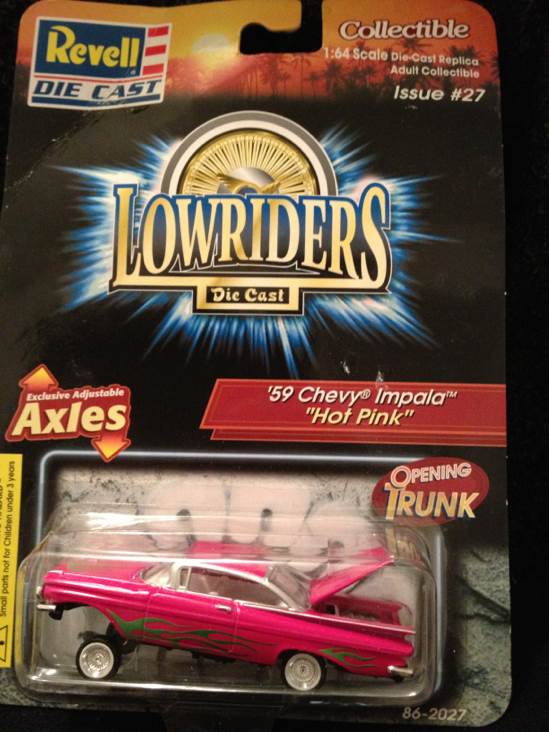 Revell
DIE CAST
Collectible
1:64 Scale Die-Cast Replica
Adult Collectible
Issue #27
LOWRIDERS
Die Cast
Exclusive Adjustable
Axles
'59 Chevy® Impala™
"Hot Pink"
OPENING
TRUNK
Small parts not for Children under 3 years
86-2027